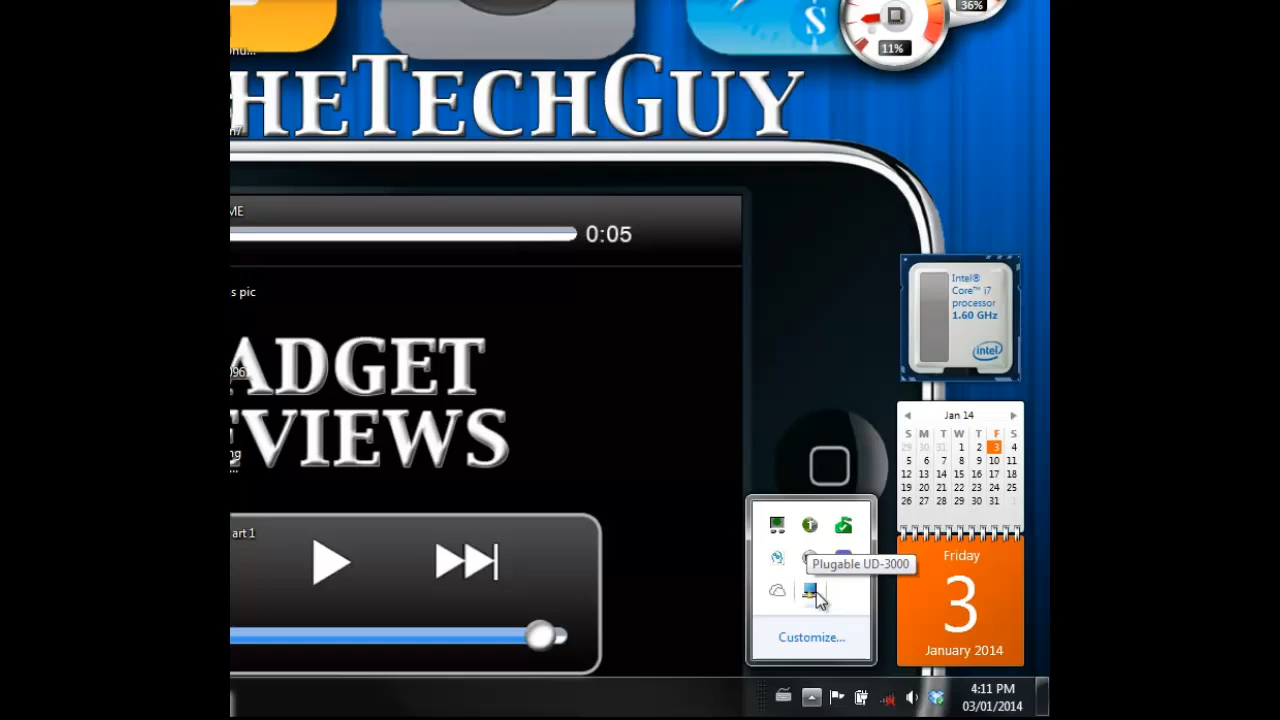 36%
S
11%
HETECHGUY
ME
0:05
s pic
Intel®
Core™ i7
processor
1.60 GHz
intel
ADGET
VIEWS
Jan 14
S M T W T F S
29 30 31 1 2 3 4
5 6 7 8 9 10 11
12 13 14 15 16 17 18
19 20 21 22 23 24 25
26 27 28 29 30 31 1
art 1
Plugable UD-3000
Friday
3
January 2014
Customize...
4:11 PM
03/01/2014